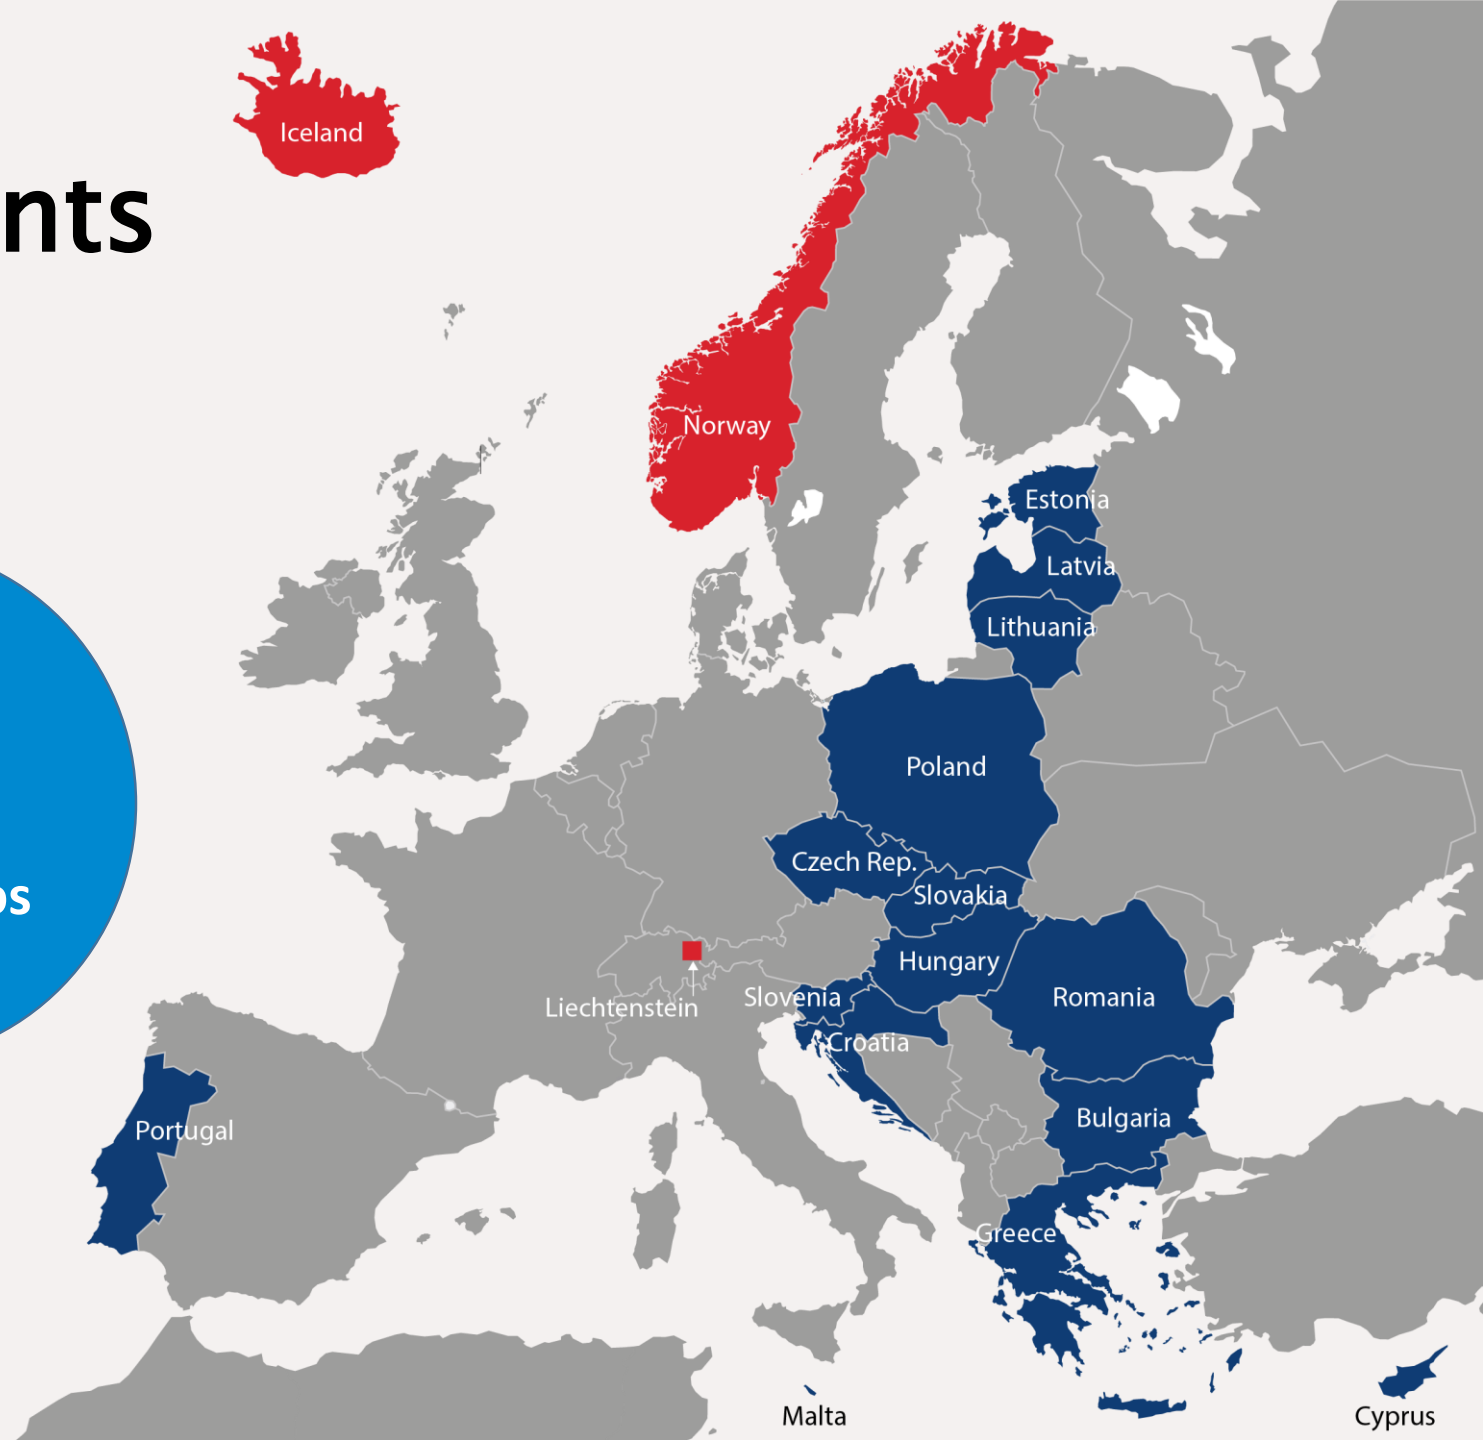 Iceland
nts
Norway
Estonia
Latvia
Lithuania
Poland
Czech Rep.
Slovakia
os
Hungary
Liechtenstein
Slovenia
Romania
Croatia
Bulgaria
Portugal
Greece
Malta
Cyprus